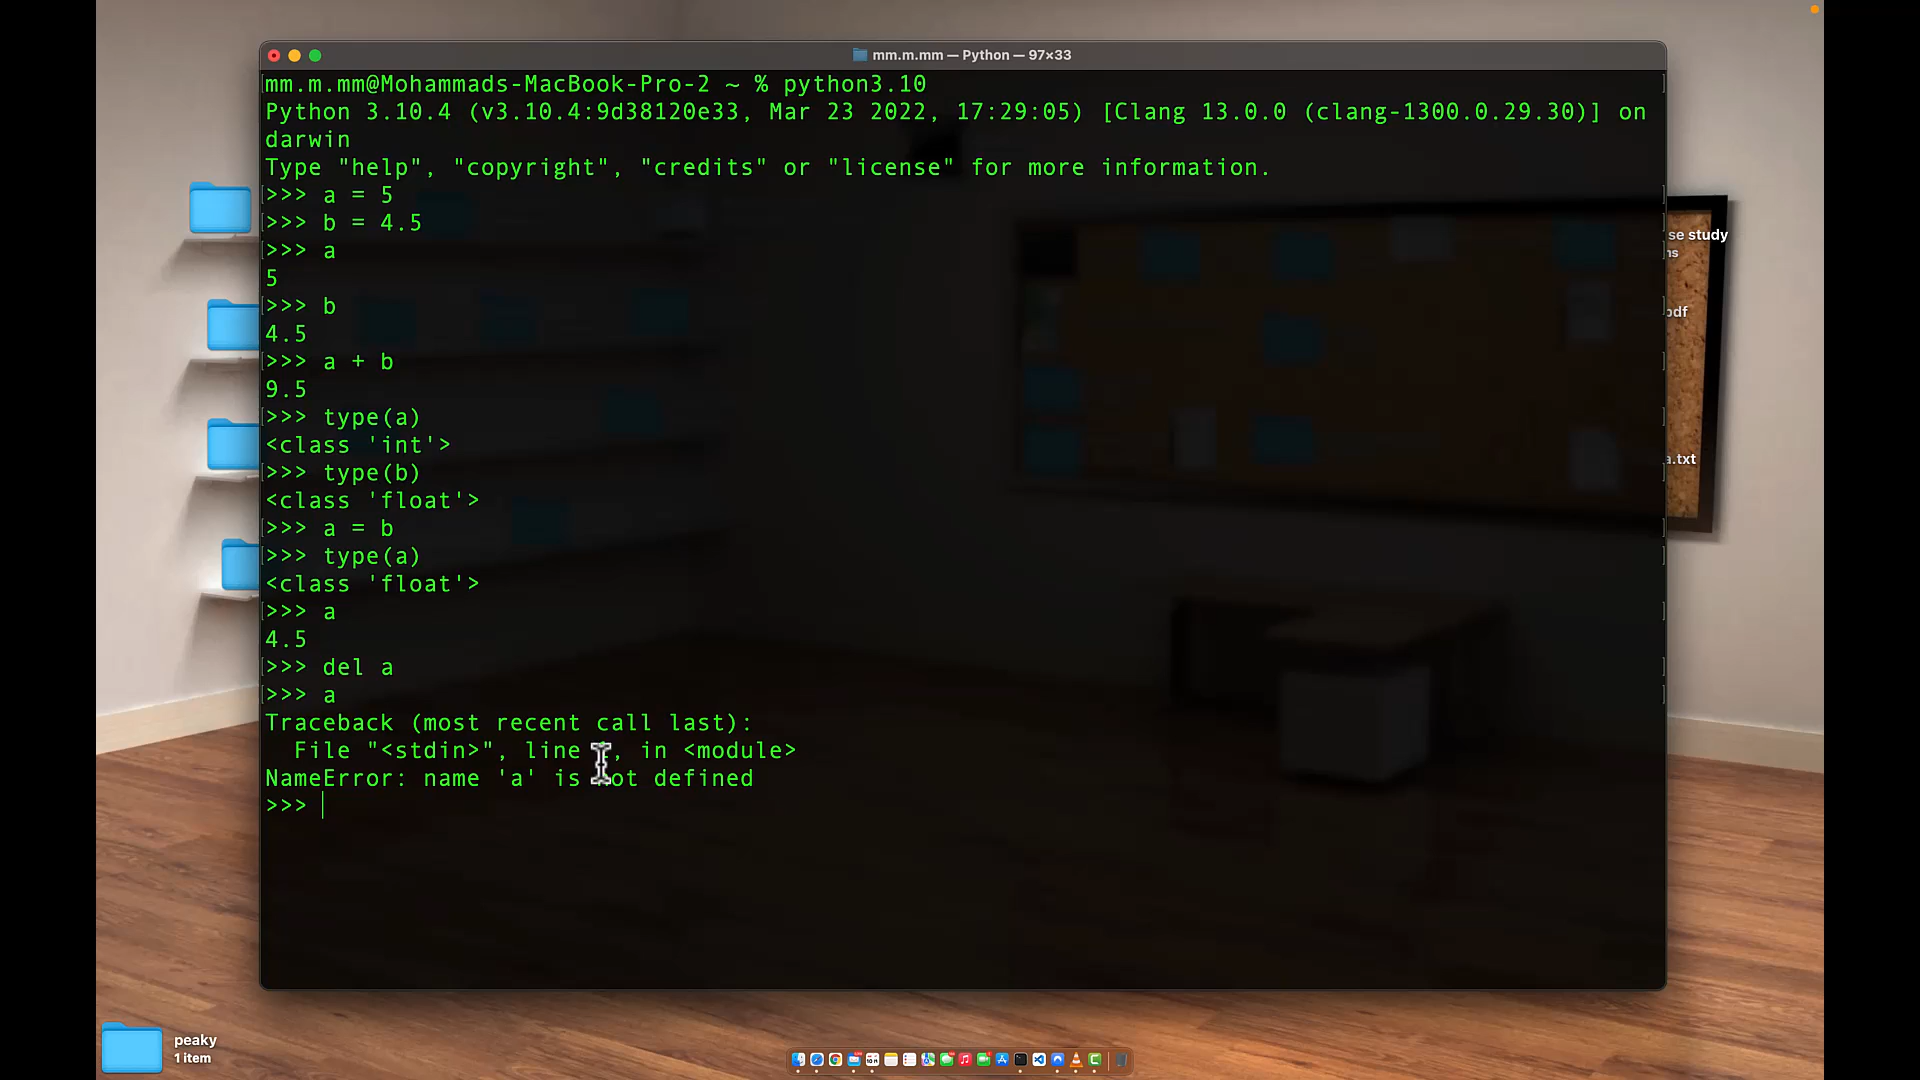 mm.m.mm — Python — 97×33
mm.m.mm@Mohammads-MacBook-Pro-2 ~ % python3.10
Python 3.10.4 (v3.10.4:9d38120e33, Mar 23 2022, 17:29:05) [Clang 13.0.0 (clang-1300.0.29.30)] on
darwin
Type "help", "copyright", "credits" or "license" for more information.
>>> a = 5
>>> b = 4.5
>>> a
5
>>> b
4.5
>>> a + b
9.5
>>> type(a)
<class 'int'>
>>> type(b)
<class 'float'>
>>> a = b
>>> type(a)
<class 'float'>
>>> a
4.5
>>> del a
>>> a
Traceback (most recent call last):
  File "<stdin>", line , in <module>
NameError: name 'a' is not defined
>>>
se study
ns
pdf
a.txt
peaky
1 item